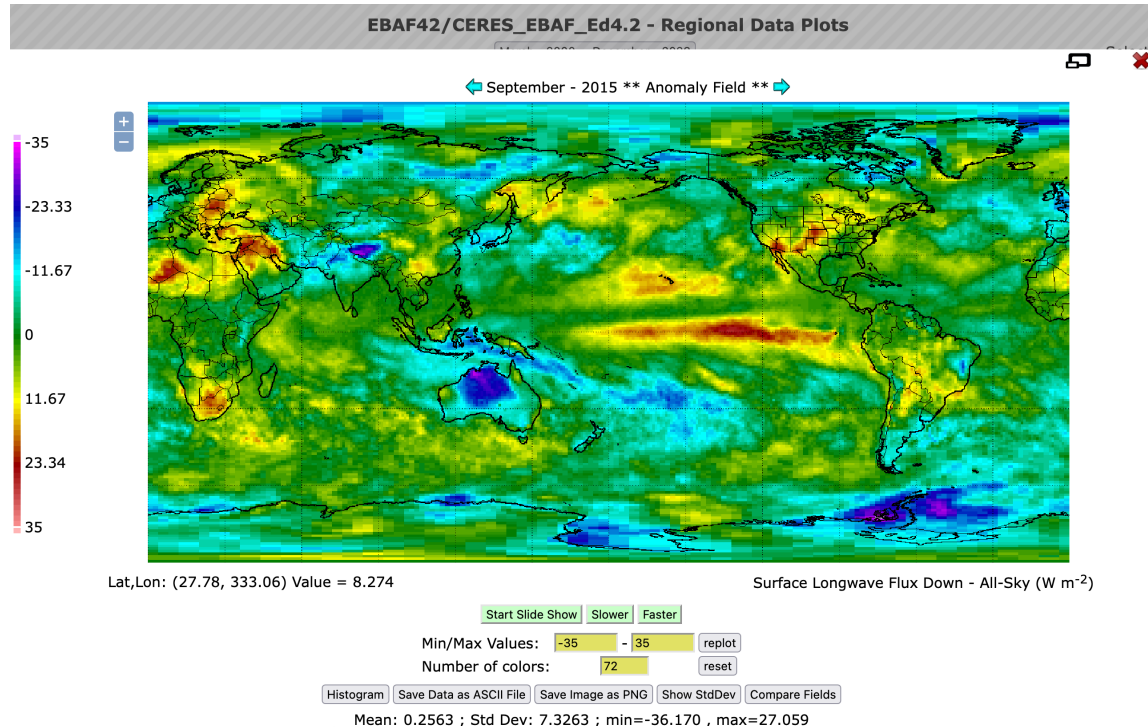 EBAF42/CERES_EBAF_Ed4.2 - Regional Data Plots
September - 2015 ** Anomaly Field **
+
−
-35
-23.33
-11.67
0
11.67
23.34
35
Lat,Lon: (27.78, 333.06) Value = 8.274
Surface Longwave Flux Down - All-Sky (W m-2)
Start Slide Show Slower Faster
Min/Max Values: -35 - 35 replot
Number of colors: 72 reset
Histogram Save Data as ASCII File Save Image as PNG Show StdDev Compare Fields
Mean: 0.2563 ; Std Dev: 7.3263 ; min=-36.170 , max=27.059